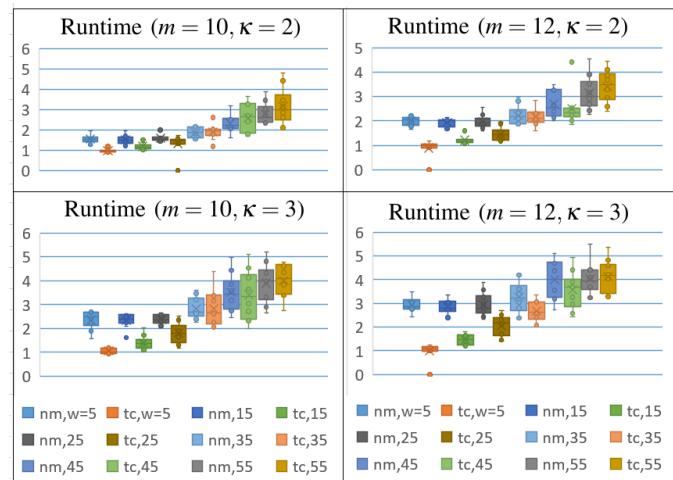 Runtime (m = 10, κ = 2)
6
5
4
3
2
1
0
Runtime (m = 12, κ = 2)
5
4
3
2
1
0
Runtime (m = 10, κ = 3)
6
5
4
3
2
1
0
Runtime (m = 12, κ = 3)
6
5
4
3
2
1
0
nm,w=5 tc,w=5 nm,15 tc,15
nm,25 tc,25 nm,35 tc,35
nm,45 tc,45 nm,55 tc,55
nm,w=5 tc,w=5 nm,15 tc,15
nm,25 tc,25 nm,35 tc,35
nm,45 tc,45 nm,55 tc,55